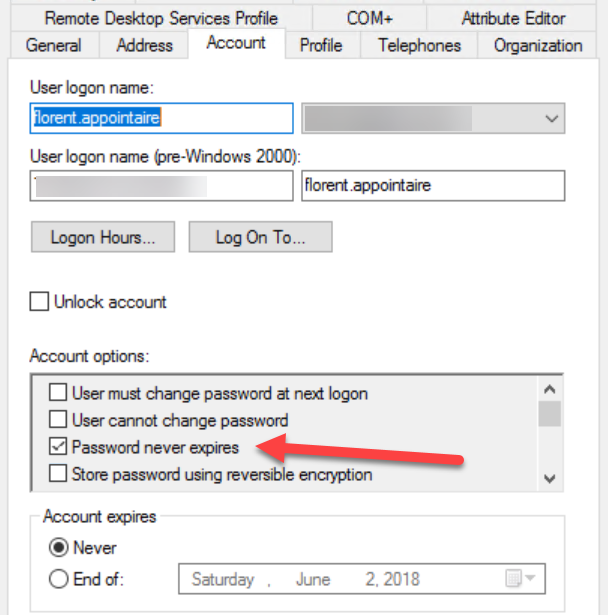 Remote Desktop Services Profile COM+ Attribute Editor
General Address Account Profile Telephones Organization
User logon name:
florent.appointaire
User logon name (pre-Windows 2000):
florent.appointaire
Logon Hours... Log On To...
Unlock account
Account options:
User must change password at next logon
User cannot change password
Password never expires
Store password using reversible encryption
Account expires
Never
End of: Saturday , June 2, 2018